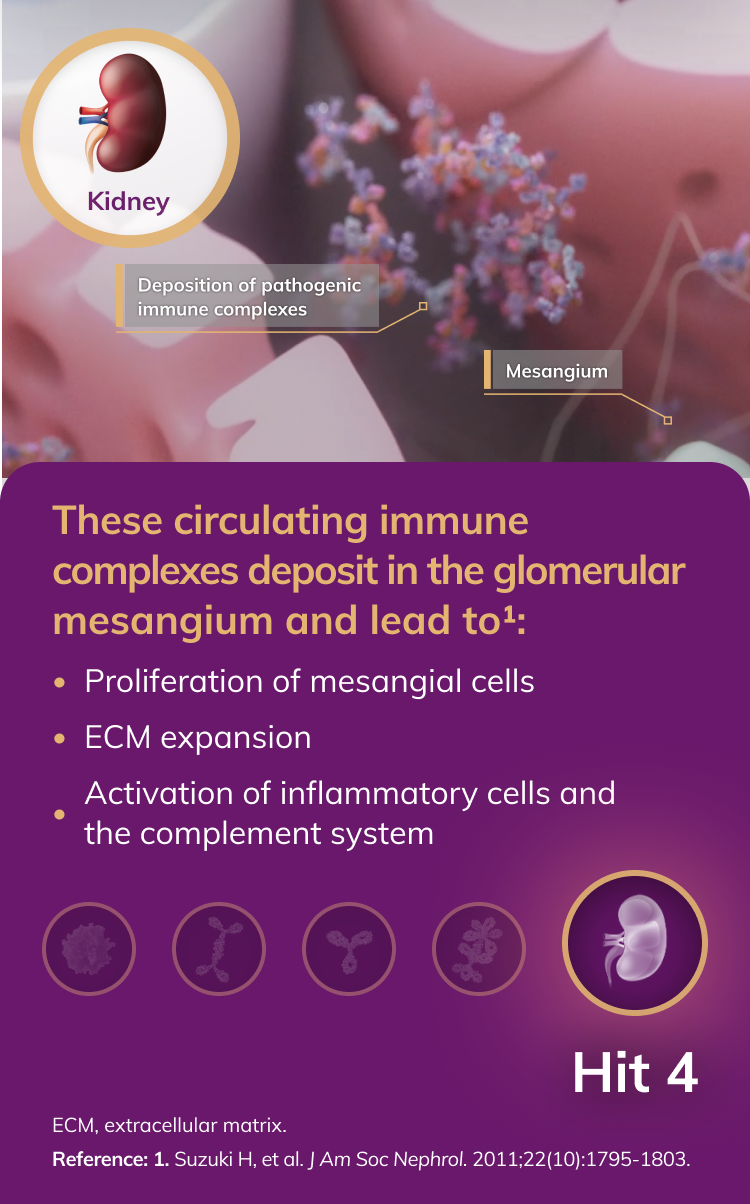 Kidney
Deposition of pathogenic
immune complexes
Mesangium
These circulating immune
complexes deposit in the glomerular
mesangium and lead to¹:
• Proliferation of mesangial cells
• ECM expansion
• Activation of inflammatory cells and
the complement system
Hit 4
ECM, extracellular matrix.
Reference: 1. Suzuki H, et al. J Am Soc Nephrol. 2011;22(10):1795-1803.